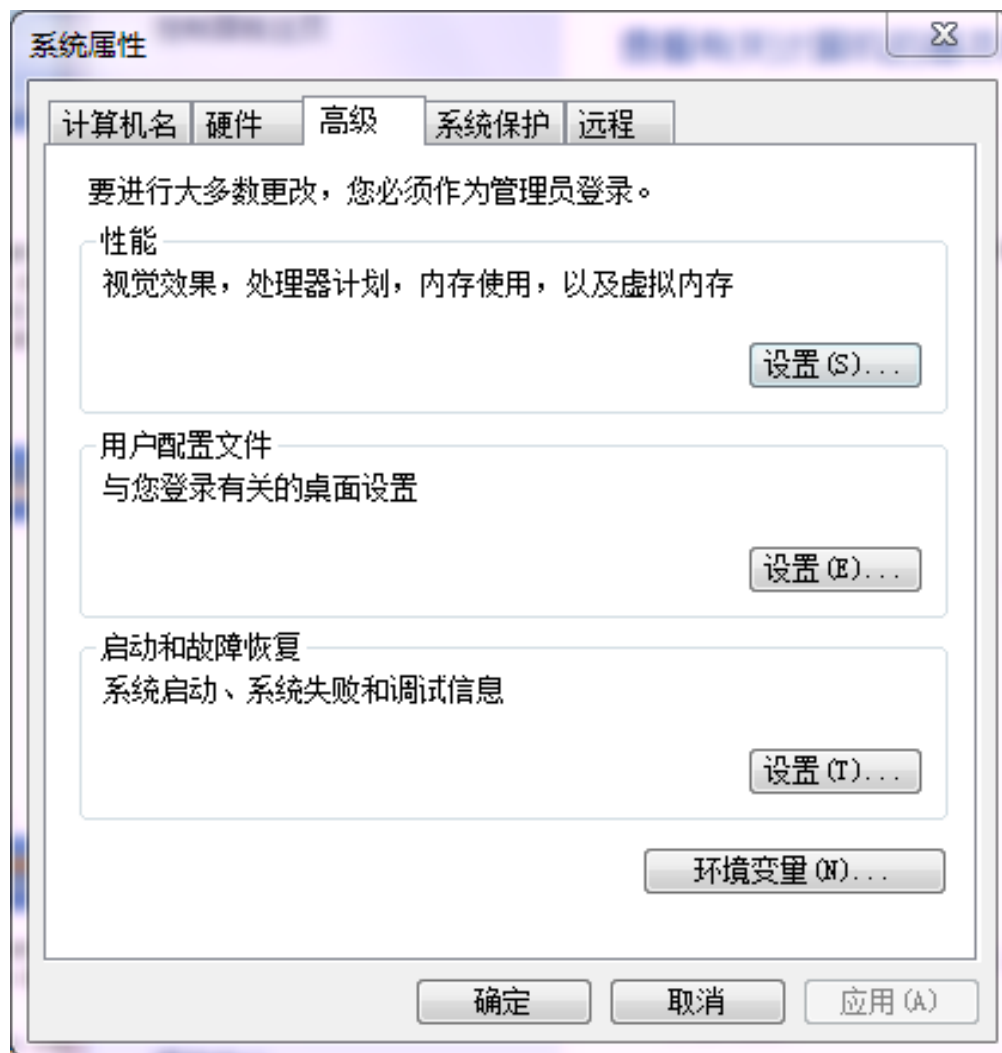 系统属性
计算机名 硬件 高级 系统保护 远程
要进行大多数更改，您必须作为管理员登录。
性能
视觉效果，处理器计划，内存使用，以及虚拟内存
设置(S)...
用户配置文件
与您登录有关的桌面设置
设置(E)...
启动和故障恢复
系统启动、系统失败和调试信息
设置(T)...
环境变量(N)...
确定 取消 应用(A)